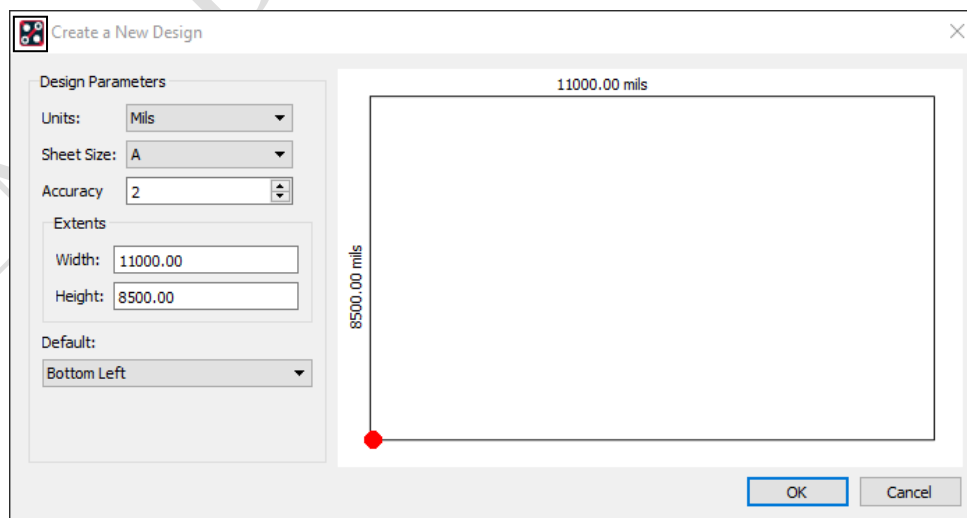 Create a New Design
Design Parameters
Units: Mils
Sheet Size: A
Accuracy 2
Extents
Width: 11000.00
Height: 8500.00
Default:
Bottom Left
11000.00 mils
8500.00 mils
OK Cancel